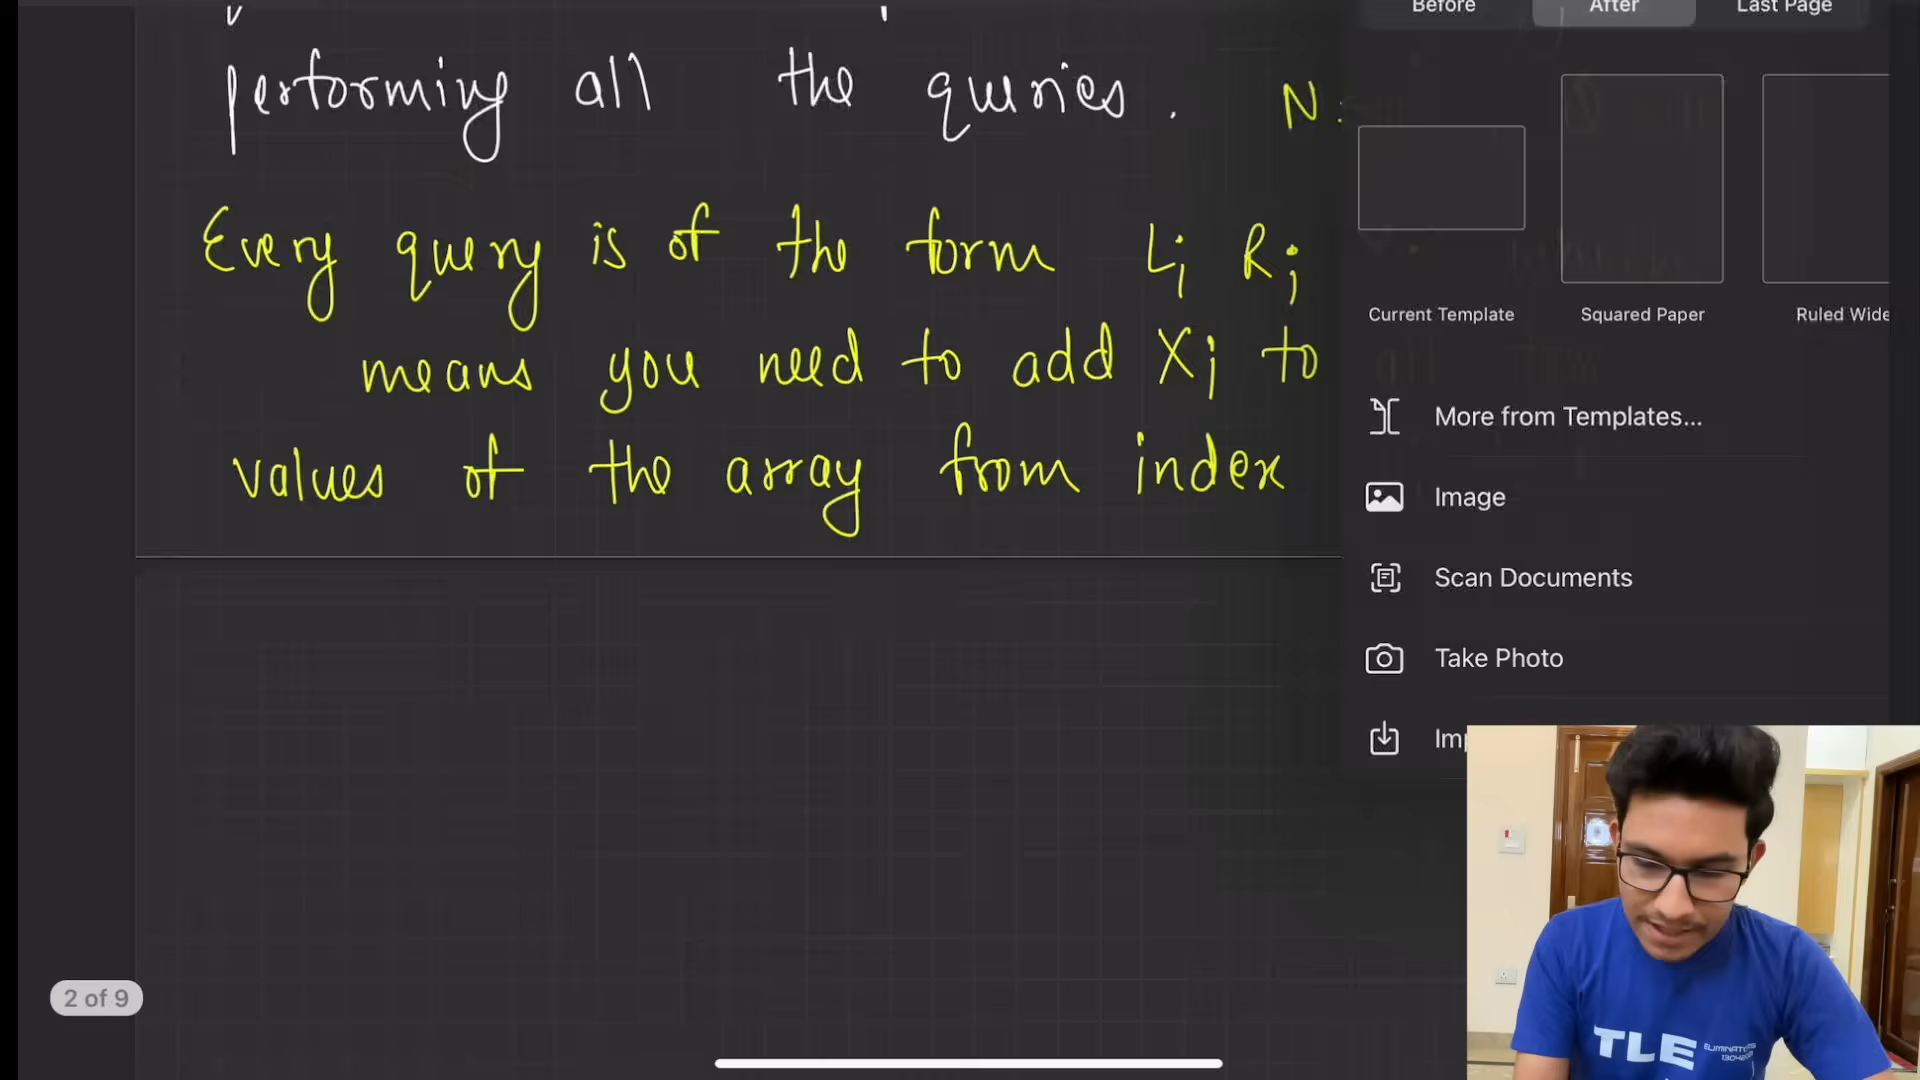 Before After Last Page
performing all the queries. N:
Every query is of the form Li Ri
means you need to add Xi to
values of the array from index
Current Template Squared Paper Ruled Wide
More from Templates...
Image
Scan Documents
Take Photo
2 of 9
TLE